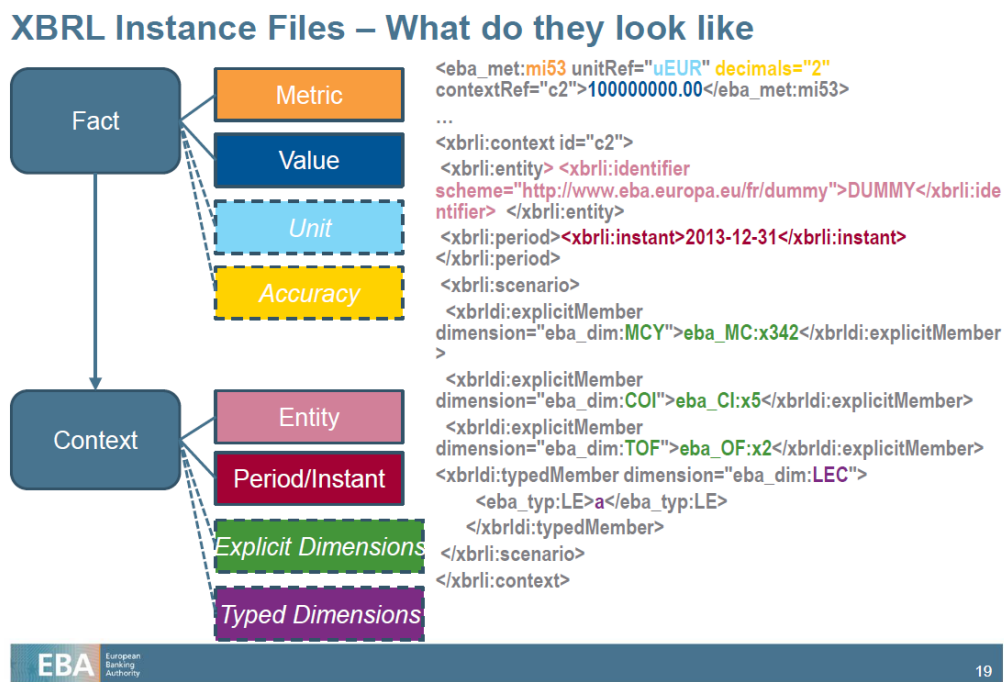 XBRL Instance Files – What do they look like
Fact
Metric
Value
Unit
Accuracy
Context
Entity
Period/Instant
Explicit Dimensions
Typed Dimensions
<eba_met:mi53 unitRef="uEUR" decimals="2"
contextRef="c2">100000000.00</eba_met:mi53>
…
<xbrli:context id="c2">
<xbrli:entity> <xbrli:identifier
scheme="http://www.eba.europa.eu/fr/dummy">DUMMY</xbrli:ide
ntifier> </xbrli:entity>
<xbrli:period><xbrli:instant>2013-12-31</xbrli:instant>
</xbrli:period>
<xbrli:scenario>
<xbrldi:explicitMember
dimension="eba_dim:MCY">eba_MC:x342</xbrldi:explicitMember
>
<xbrldi:explicitMember
dimension="eba_dim:COI">eba_CI:x5</xbrldi:explicitMember>
<xbrldi:explicitMember
dimension="eba_dim:TOF">eba_OF:x2</xbrldi:explicitMember>
<xbrldi:typedMember dimension="eba_dim:LEC">
<eba_typ:LE>a</eba_typ:LE>
</xbrldi:typedMember>
</xbrli:scenario>
</xbrli:context>
EBA
European
Banking
Authority
19